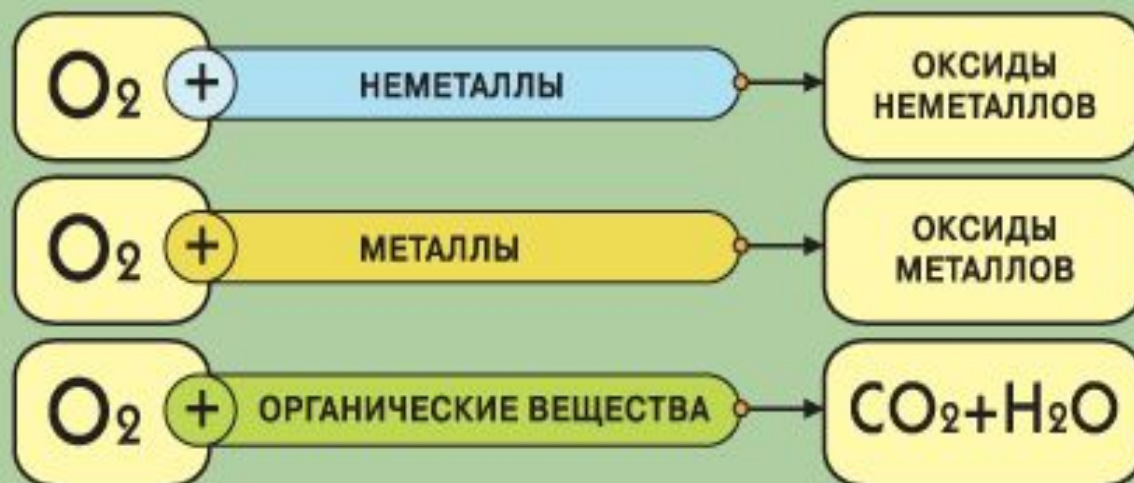 O₂ + НЕМЕТАЛЛЫ ОКСИДЫ НЕМЕТАЛЛОВ
O₂ + МЕТАЛЛЫ ОКСИДЫ МЕТАЛЛОВ
O₂ + ОРГАНИЧЕСКИЕ ВЕЩЕСТВА CO₂+H₂O